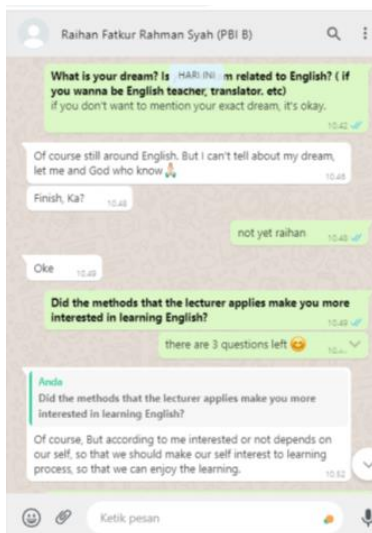 Raihan Fatkur Rahman Syah (PBI B)
What is your dream? Is HARI INI m related to English? ( if
you wanna be English teacher, translator. etc)
if you don't want to mention your exact dream, it's okay.
10.42
Of course still around English. But I can't tell about my dream,
let me and God who know🙏🏻
10.46
Finish, Ka?
10.48
not yet raihan
10.48
Oke
10.49
Did the methods that the lecturer applies make you more
interested in learning English?
10.49
there are 3 questions left 😊
Anda
Did the methods that the lecturer applies make you more
interested in learning English?
Of course, But according to me interested or not depends on
our self, so that we should make our self interest to learning
process, so that we can enjoy the learning.
10.52
Ketik pesan